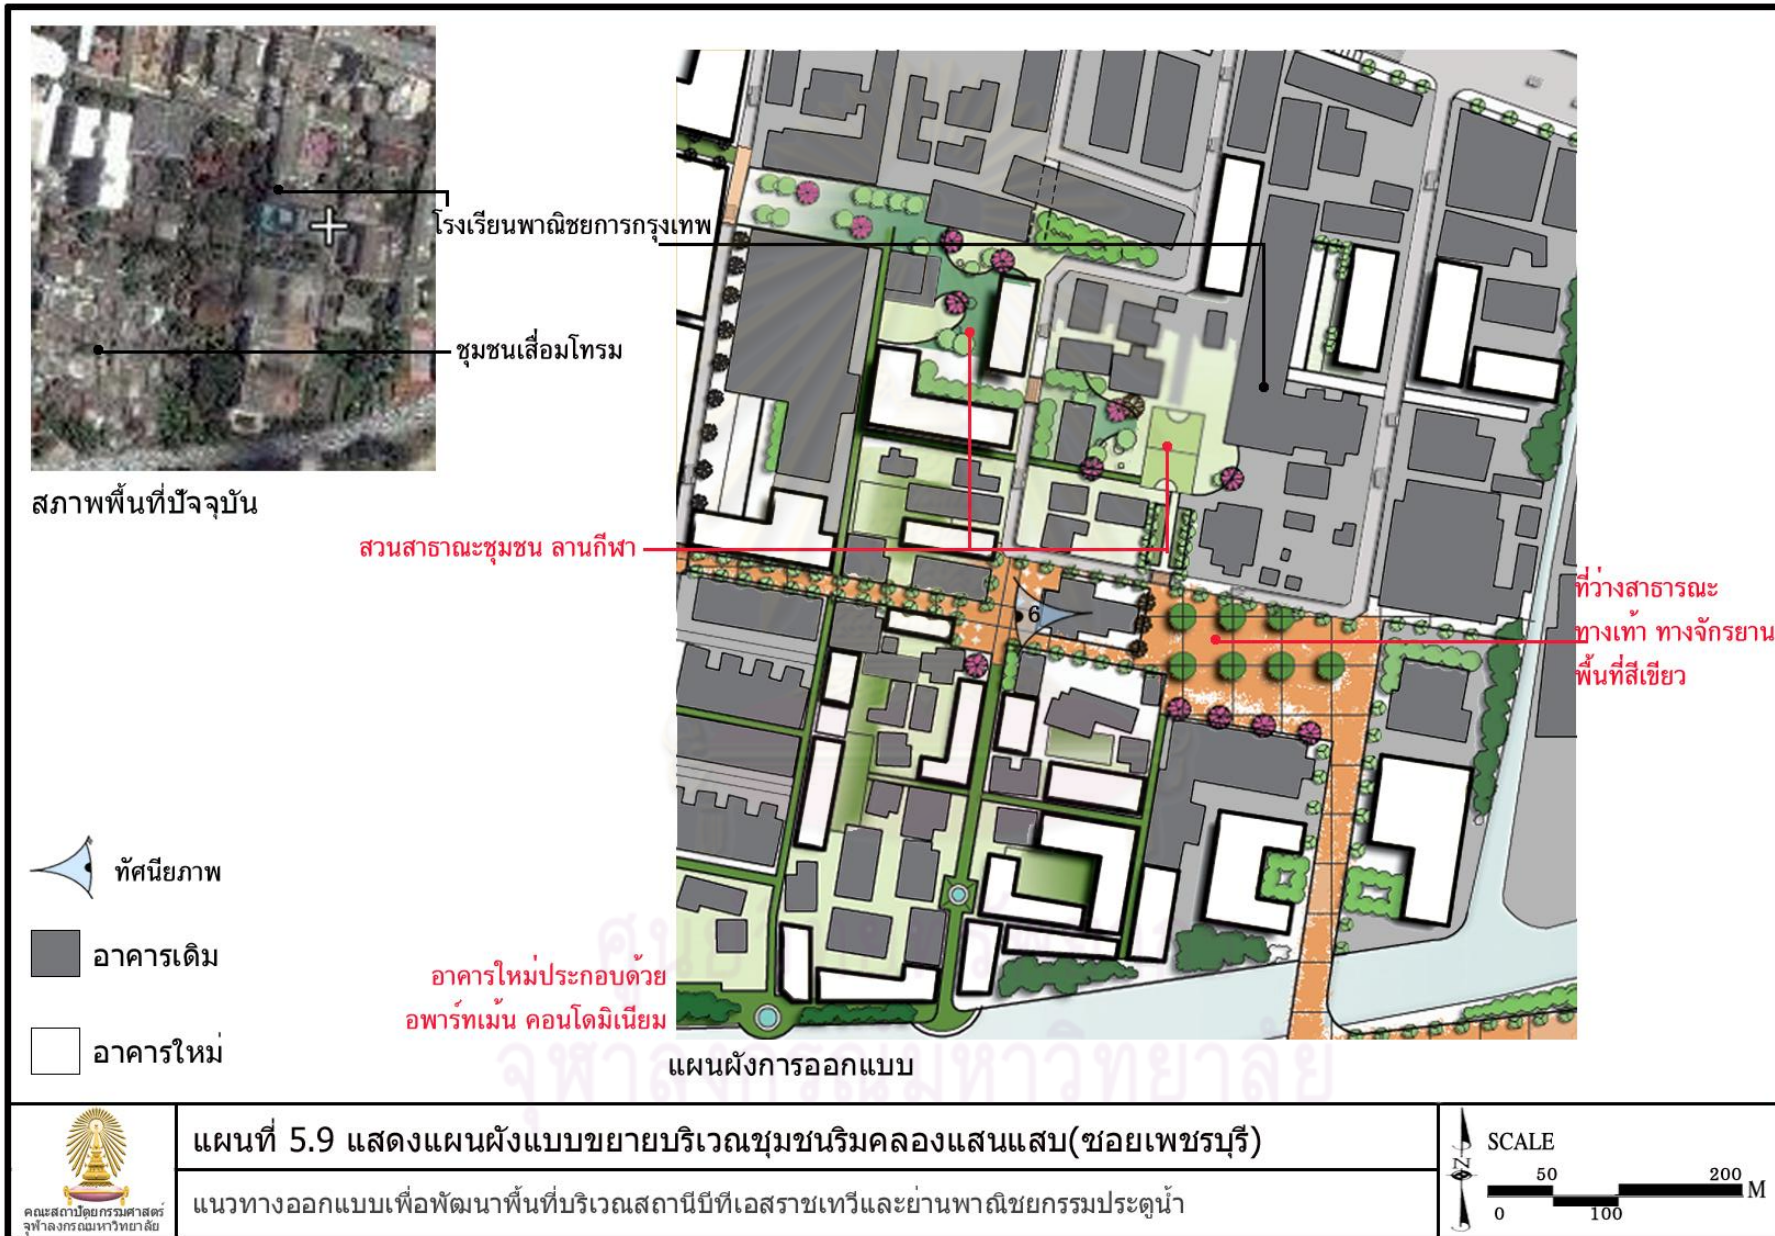 โรงเรียนพาณิชยการกรุงเทพ
ชุมชนเสื่อมโทรม
สภาพพื้นที่ปัจจุบัน
สวนสาธาณะชุมชน ลานกีฬา
6
ที่ว่างสาธารณะ
ทางเท้า ทางจักรยาน
พื้นที่สีเขียว
ทัศนียภาพ
อาคารเดิม
อาคารใหม่
อาคารใหม่ประกอบด้วย
อพาร์ทเม้น คอนโดมิเนียม
แผนผังการออกแบบ
จุฬาลงกรณ์มหาวิทยาลัย
คณะสถาปัตยกรรมศาสตร์
จุฬาลงกรณ์มหาวิทยาลัย
แผนที่ 5.9 แสดงแผนผังแบบขยายบริเวณชุมชนริมคลองแสนแสบ(ซอยเพชรบุรี)
แนวทางออกแบบเพื่อพัฒนาพื้นที่บริเวณสถานีบีทีเอสราชเทวีและย่านพาณิชยกรรมประตูน้ำ
N
SCALE
50 200
M
0 100